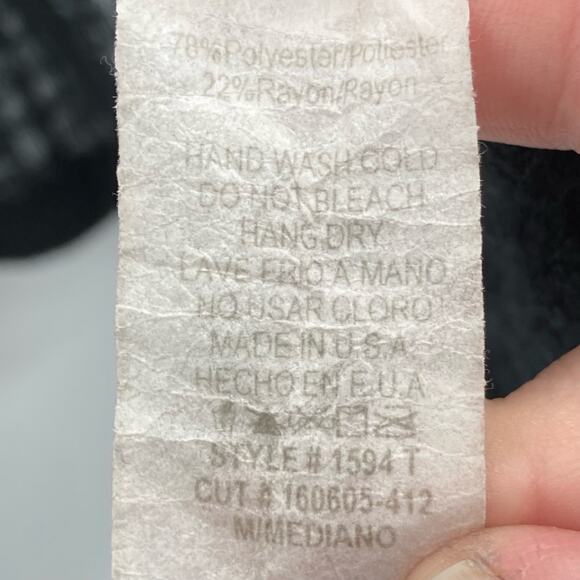 78%Polyester/Poliester
22%Rayon/Rayon
HAND WASH COLD
DO NOT BLEACH
HANG DRY
LAVE FRIO A MANO
NO USAR CLORO
MADE IN U.S.A
HECHO EN E.U.A
STYLE # 1594 T
CUT # 160605-412
M/MEDIANO